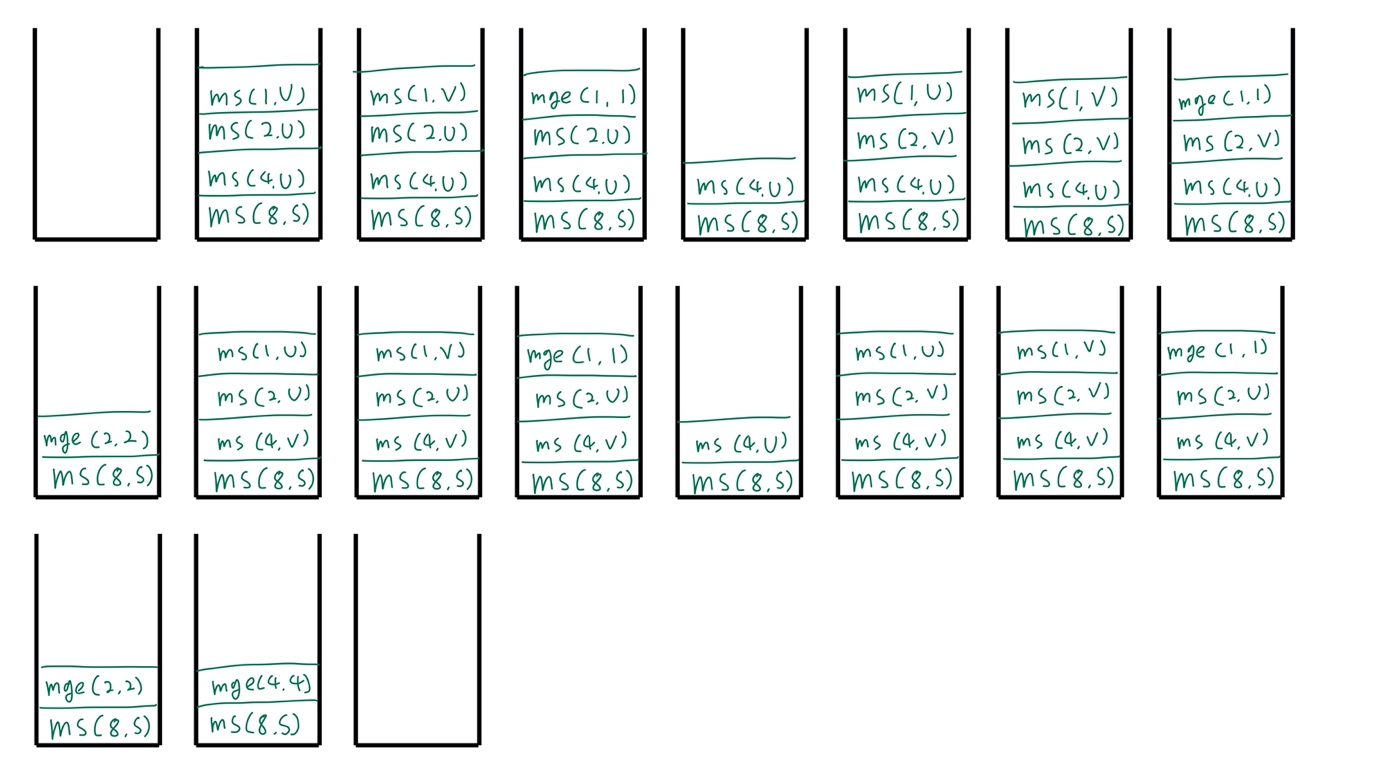 ms(1,U)
ms(2,U)
ms(4,U)
ms(8,S)
ms(1,V)
ms(2,U)
ms(4,U)
ms(8,S)
mge(1,1)
ms(2,U)
ms(4,U)
ms(8,S)
ms(4,U)
ms(8,S)
ms(1,U)
ms(2,V)
ms(4,U)
ms(8,S)
ms(1,V)
ms(2,V)
ms(4,U)
ms(8,S)
mge(1,1)
ms(2,V)
ms(4,U)
ms(8,S)
mge(2,2)
ms(8,S)
ms(1,U)
ms(2,U)
ms(4,V)
ms(8,S)
ms(1,V)
ms(2,U)
ms(4,V)
ms(8,S)
mge(1,1)
ms(2,U)
ms(4,V)
ms(8,S)
ms(4,U)
ms(8,S)
ms(1,U)
ms(2,V)
ms(4,V)
ms(8,S)
ms(1,V)
ms(2,V)
ms(4,V)
ms(8,S)
mge(1,1)
ms(2,U)
ms(4,V)
ms(8,S)
mge(2,2)
ms(8,S)
mge(4,4)
ms(8,S)